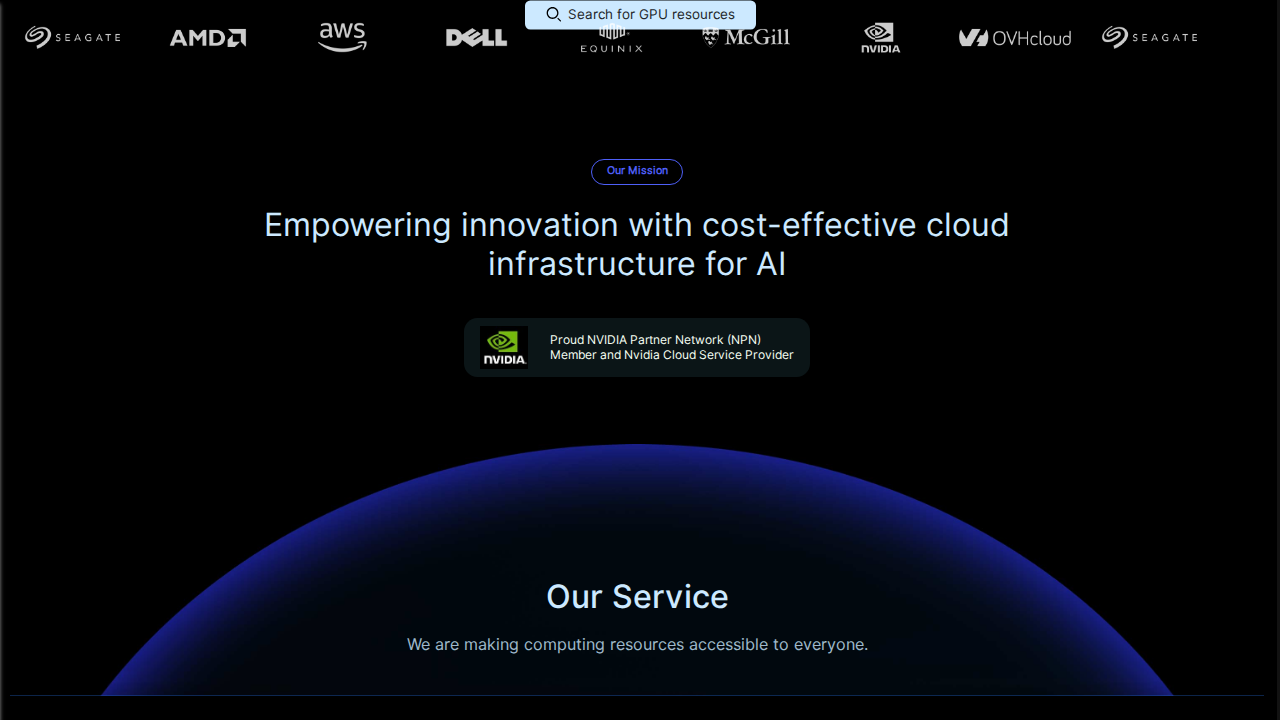 Search for GPU resources
SEAGATE
AMD
aws
DELL
EQUINIX
McGill
NVIDIA
OVHcloud
SEAGATE
Our Mission
Empowering innovation with cost-effective cloud
infrastructure for AI
NVIDIA.
Proud NVIDIA Partner Network (NPN)
Member and Nvidia Cloud Service Provider
Our Service
We are making computing resources accessible to everyone.